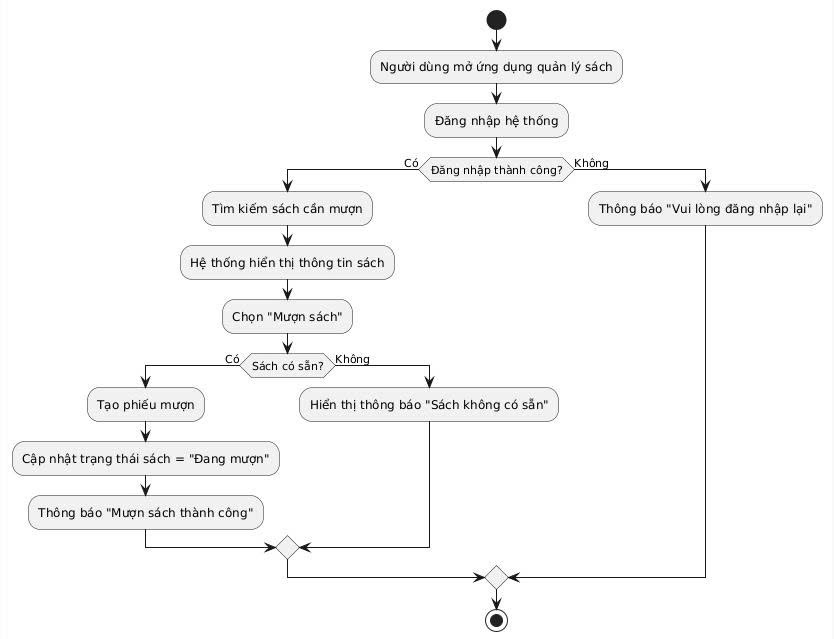 Người dùng mở ứng dụng quản lý sách
Đăng nhập hệ thống
Có
Đăng nhập thành công?
Không
Tìm kiếm sách cần mượn
Thông báo "Vui lòng đăng nhập lại"
Hệ thống hiển thị thông tin sách
Chọn "Mượn sách"
Có
Sách có sẵn?
Không
Tạo phiếu mượn
Hiển thị thông báo "Sách không có sẵn"
Cập nhật trạng thái sách = "Đang mượn"
Thông báo "Mượn sách thành công"